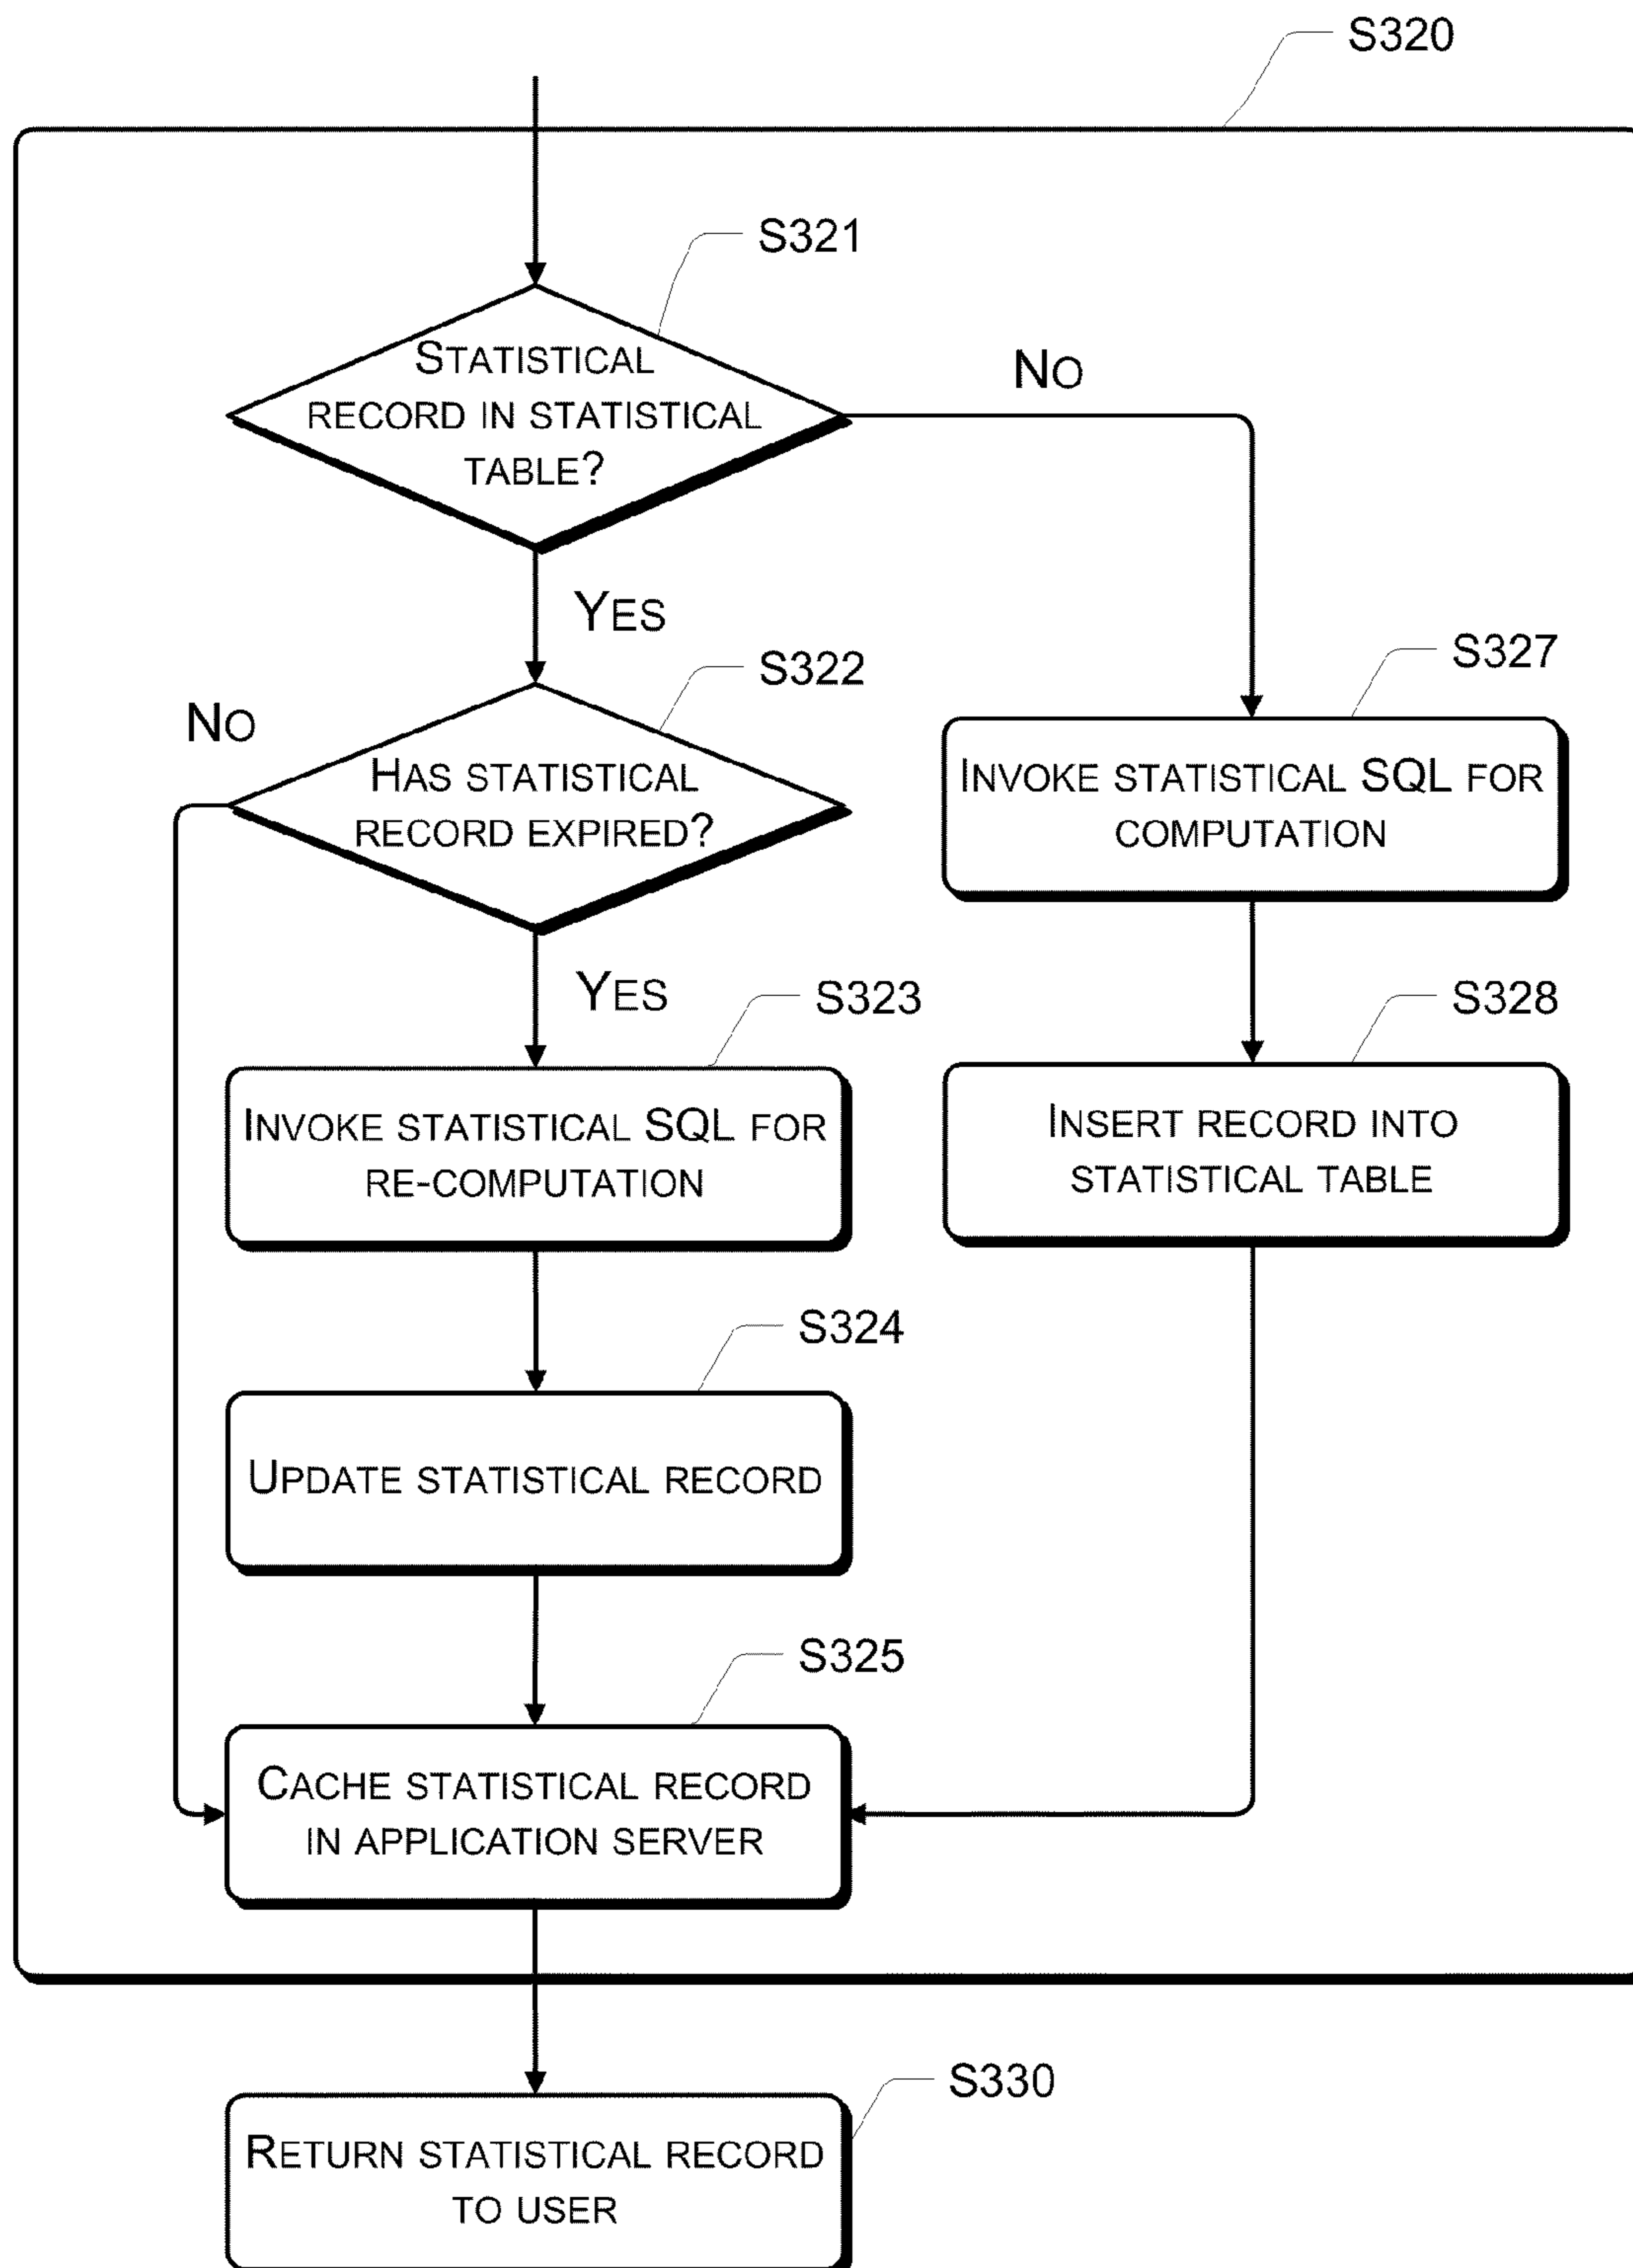 S320
S321
STATISTICAL
RECORD IN STATISTICAL
TABLE?
NO
YES
S322
NO
HAS STATISTICAL
RECORD EXPIRED?
S327
INVOKE STATISTICAL SQL FOR
COMPUTATION
YES
S323
INVOKE STATISTICAL SQL FOR
RE-COMPUTATION
S328
INSERT RECORD INTO
STATISTICAL TABLE
S324
UPDATE STATISTICAL RECORD
S325
CACHE STATISTICAL RECORD
IN APPLICATION SERVER
S330
RETURN STATISTICAL RECORD
TO USER